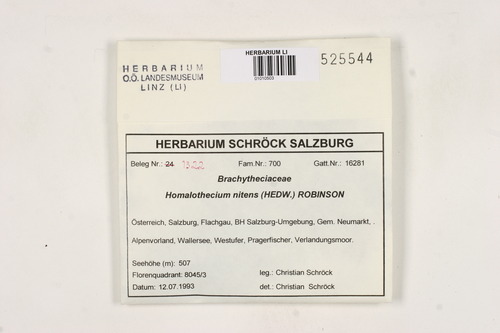 HERBARIUM
O.Ö. LANDESMUSEUM
LINZ (LI)
HERBARIUM LI
01010503
525544
HERBARIUM SCHRÖCK SALZBURG
Beleg Nr.: 24 1322 Fam.Nr.: 700 Gatt.Nr.: 16281
Brachytheciaceae
Homalothecium nitens (HEDW.) ROBINSON
Österreich, Salzburg, Flachgau, BH Salzburg-Umgebung, Gem. Neumarkt, .
Alpenvorland, Wallersee, Westufer, Pragerfischer, Verlandungsmoor.
Seehöhe (m): 507
Florenquadrant: 8045/3 leg.: Christian Schröck
Datum: 12.07.1993 det.: Christian Schröck